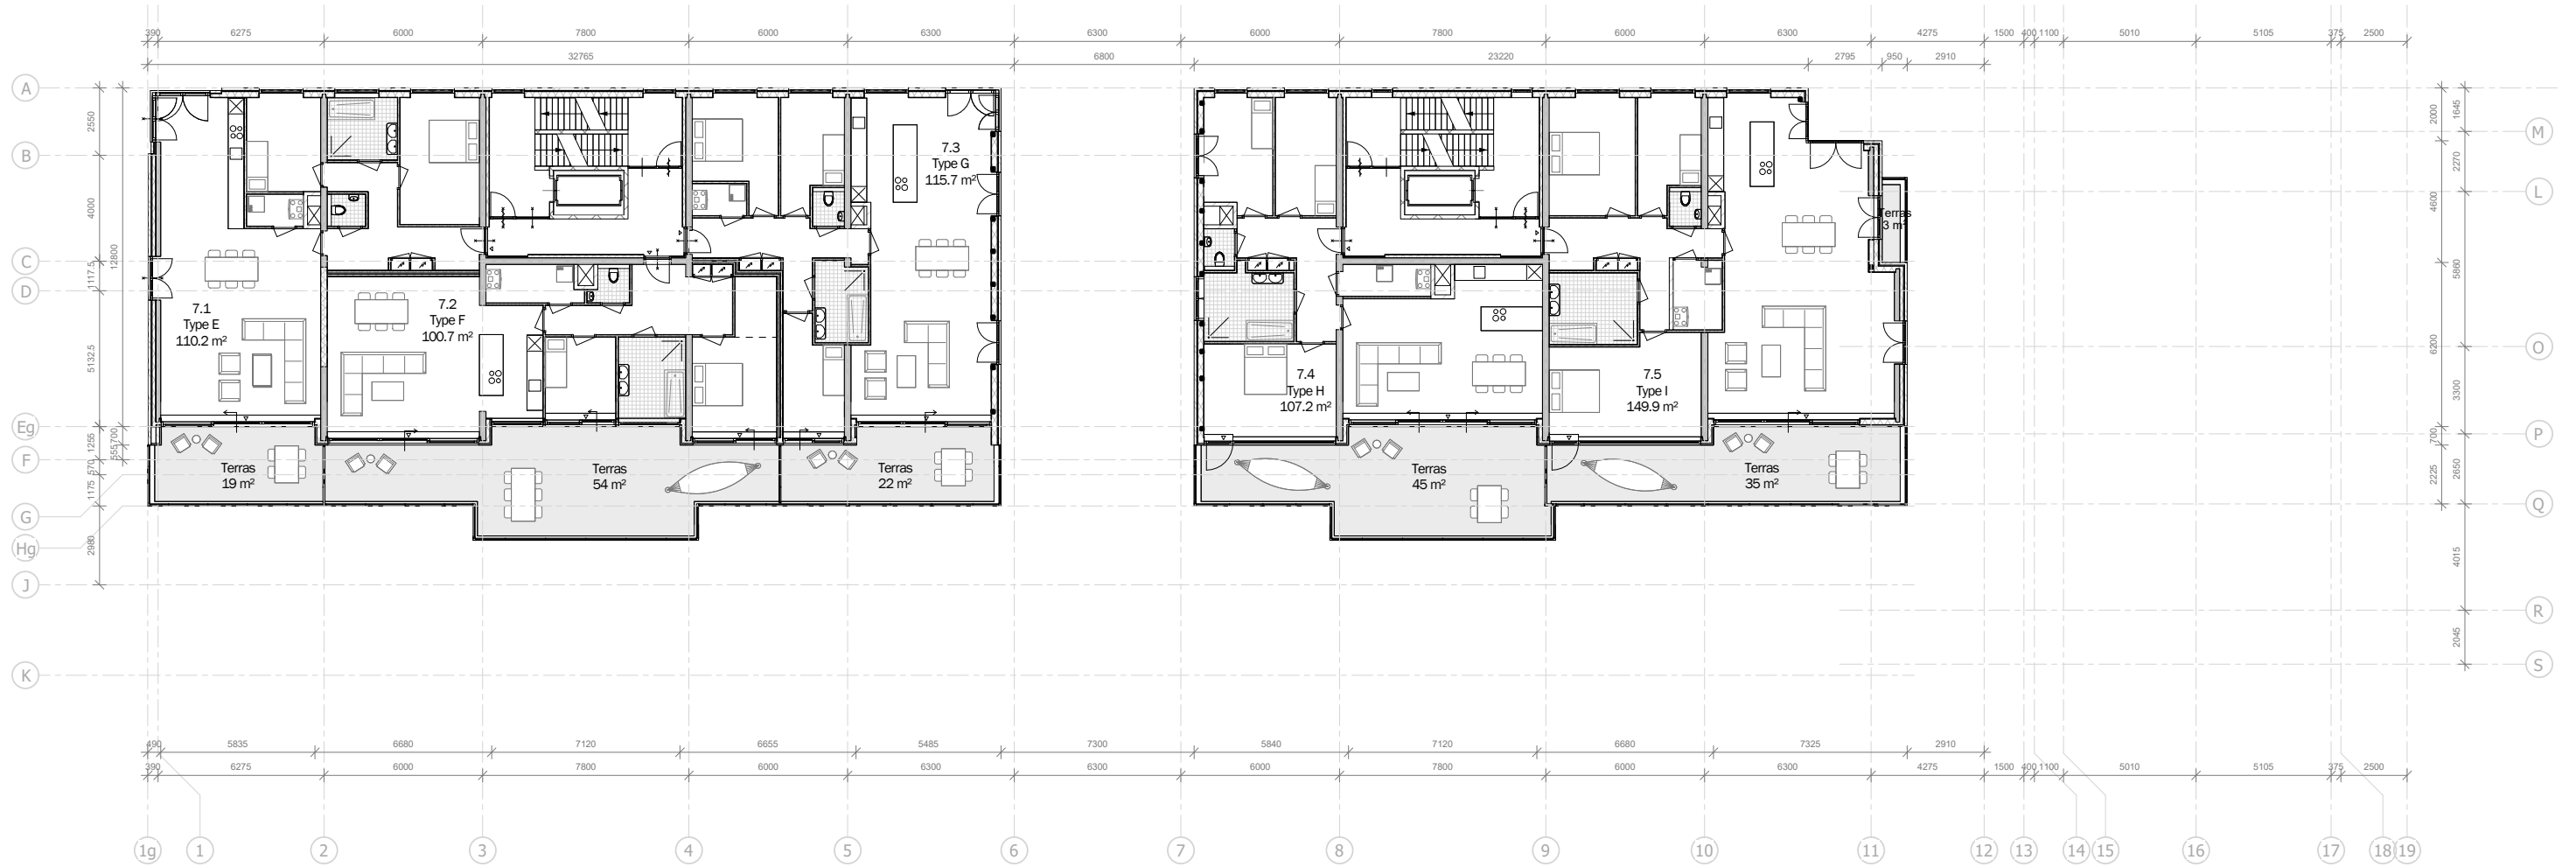 390 6275 6000 7800 6000 6300 6300 6000 7800 6000 6300 4275 1500 400 1100 5010 5105 375 2500
32765 6800 23220 2795 950 2910
A
B
C
D
Eg
F
G
Hg
J
K
2550
4000
1117.5
5132.5
1255
570
1175
2980
12800
700
555
7.1
Type E
110.2 m²
7.2
Type F
100.7 m²
7.3
Type G
115.7 m²
7.4
Type H
107.2 m²
7.5
Type I
149.9 m²
Terras
3 m²
Terras
19 m²
Terras
54 m²
Terras
22 m²
Terras
45 m²
Terras
35 m²
2000
4600
6200
700
2225
1645
2270
5860
3300
2650
4015
2045
M
L
O
P
Q
R
S
490 5835 6680 7120 6655 5485 7300 5840 7120 6680 7325 2910
390 6275 6000 7800 6000 6300 6300 6000 7800 6000 6300 4275 1500 400 1100 5010 5105 375 2500
1g 1 2 3 4 5 6 7 8 9 10 11 12 13 14 15 16 17 18 19